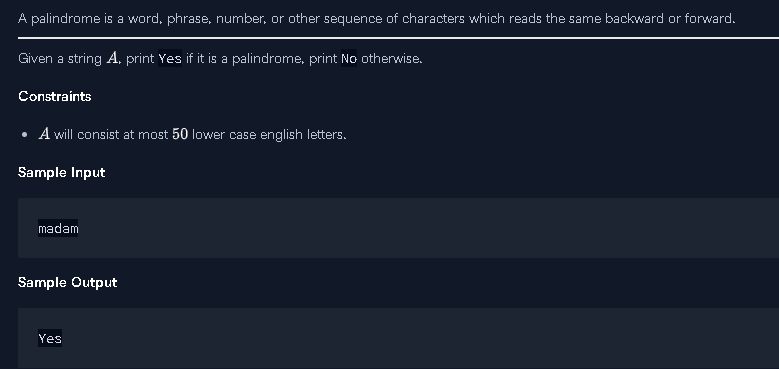 A palindrome is a word, phrase, number, or other sequence of characters which reads the same backward or forward.
Given a string A, print Yes if it is a palindrome, print No otherwise.
Constraints
• A will consist at most 50 lower case english letters.
Sample Input
madam
Sample Output
Yes